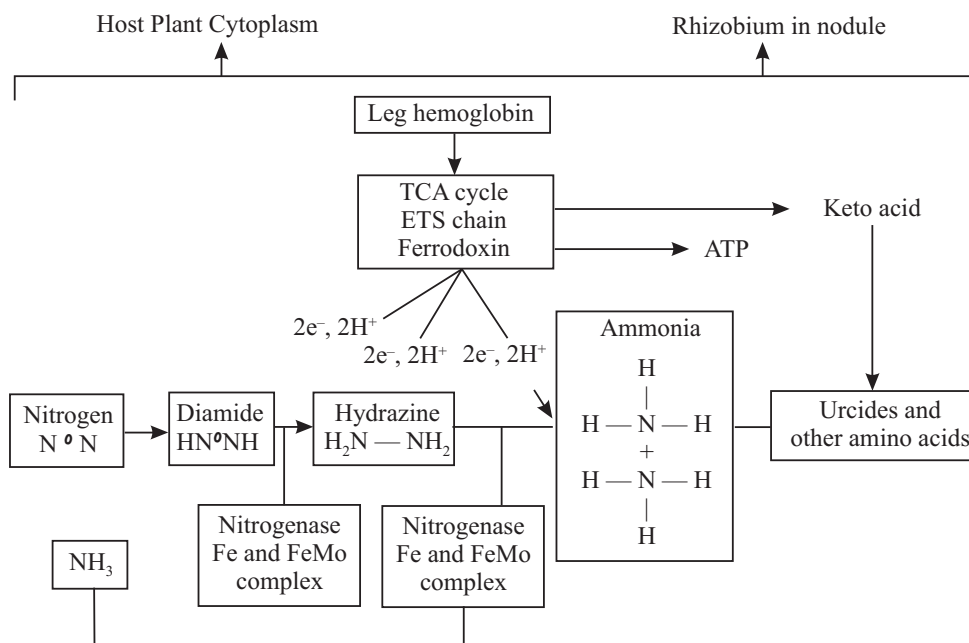 Host Plant Cytoplasm
Rhizobium in nodule
Leg hemoglobin
TCA cycle
ETS chain
Ferrodoxin
Keto acid
ATP
2e⁻, 2H⁺
2e⁻, 2H⁺
2e⁻, 2H⁺
Ammonia
H
|
H — N — H
+
H — N — H
|
H
Nitrogen
N º N
Diamide
HNºNH
Hydrazine
H₂N — NH₂
Urcides and
other amino acids
Nitrogenase
Fe and FeMo
complex
Nitrogenase
Fe and FeMo
complex
NH₃